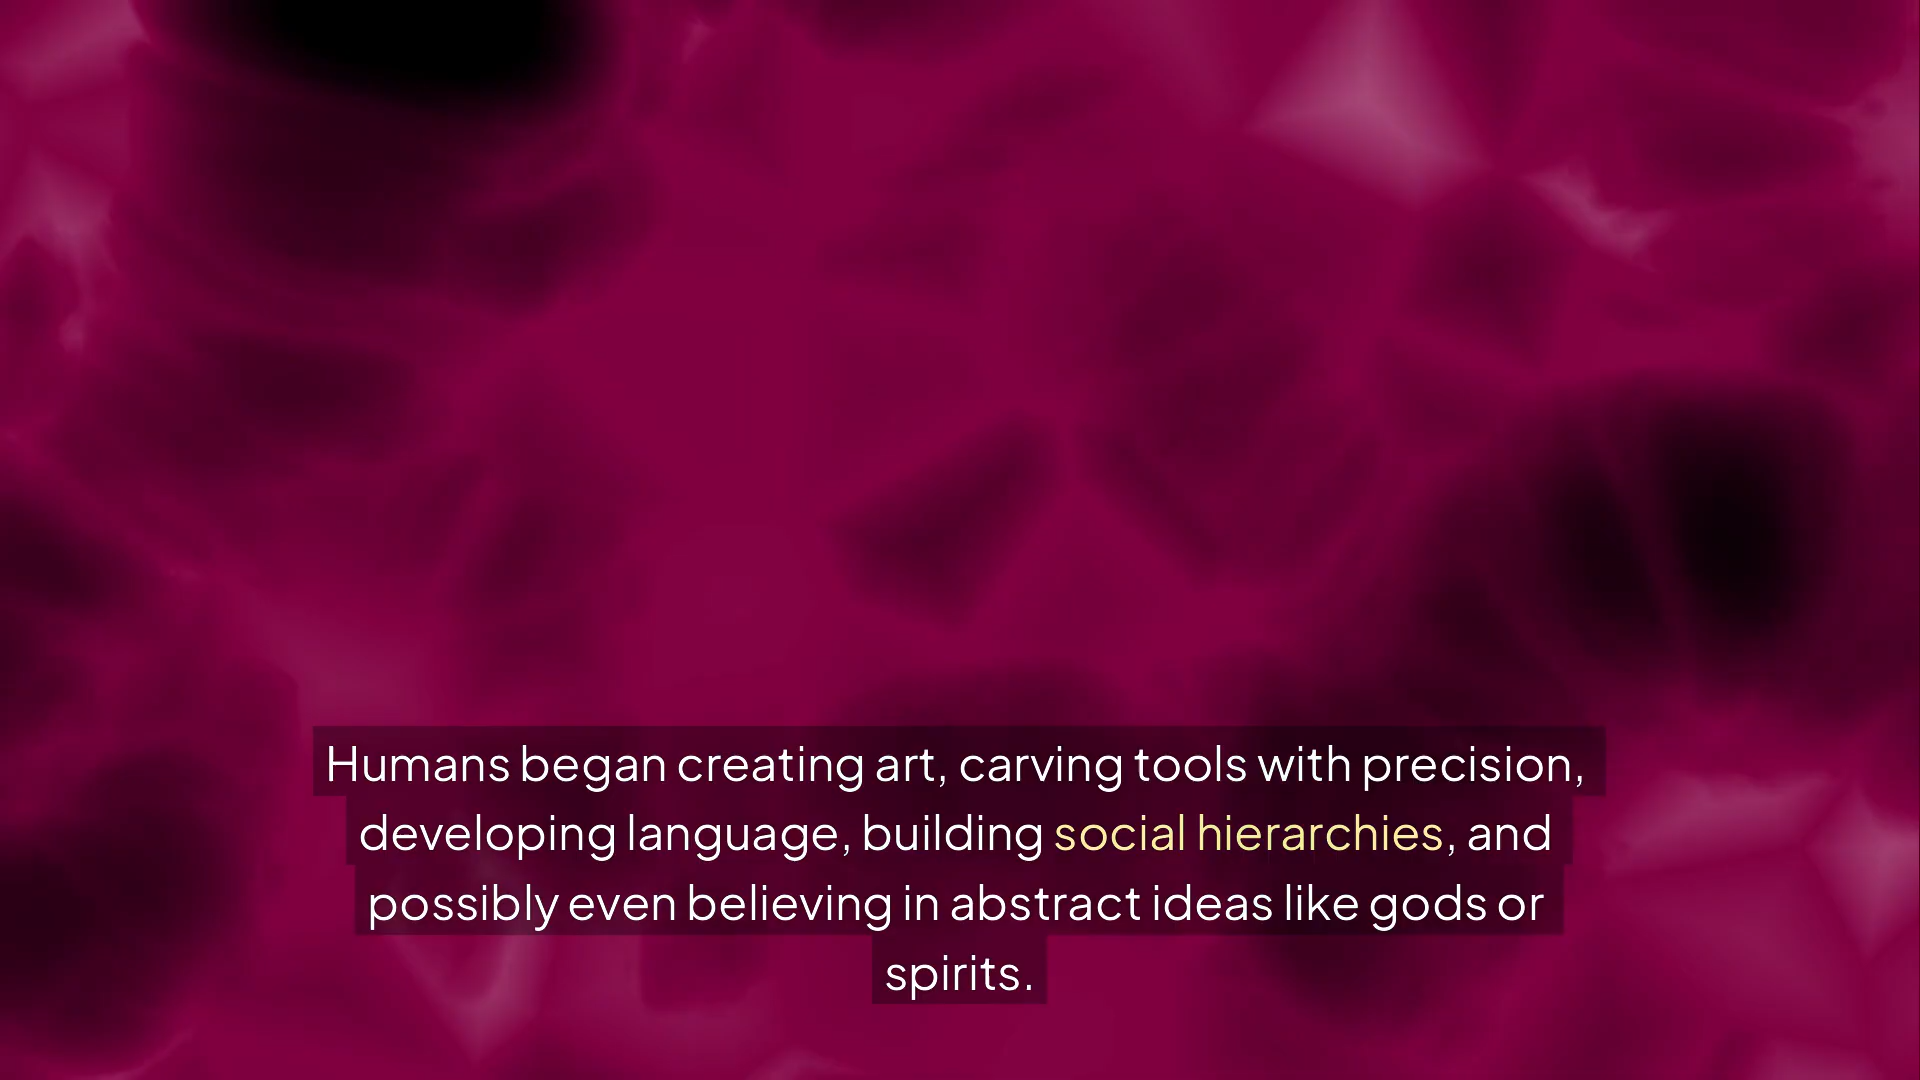 Humans began creating art, carving tools with precision,
developing language, building social hierarchies, and
possibly even believing in abstract ideas like gods or
spirits.